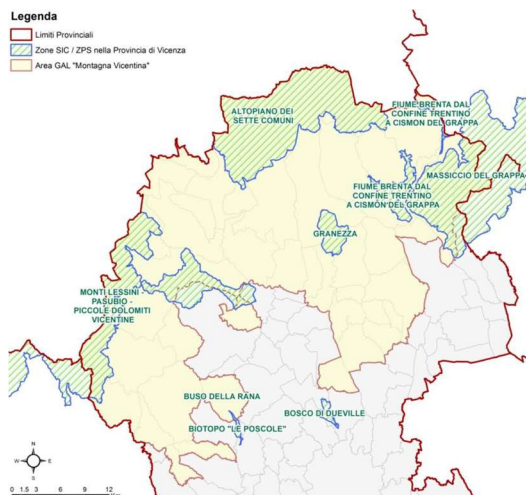 Legenda
Limiti Provinciali
Zone SIC / ZPS nella Provincia di Vicenza
Area GAL "Montagna Vicentina"
ALTOPIANO DEI
SETTE COMUNI
FIUME BRENTA DAL
CONFINE TRENTINO
A CISMON DEL GRAPPA
MASSICCIO DEL GRAPPA
FIUME BRENTA DAL
CONFINE TRENTINO
A CISMON DEL GRAPPA
GRANEZZA
MONTI LESSINI -
PASUBIO -
PICCOLE DOLOMITI
VICENTINE
BUSO DELLA RANA
BIOTOPO "LE POSCOLE"
BOSCO DI DUEVILLE
N
W E
S
0 1.5 3 6 9 12